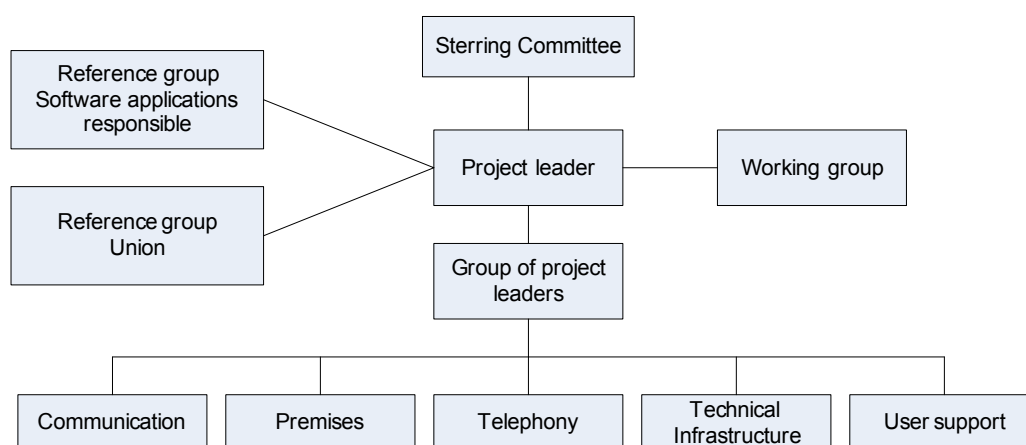 Sterring Committee
Reference group
Software applications
responsible
Project leader
Working group
Reference group
Union
Group of project
leaders
Communication
Premises
Telephony
Technical
Infrastructure
User support